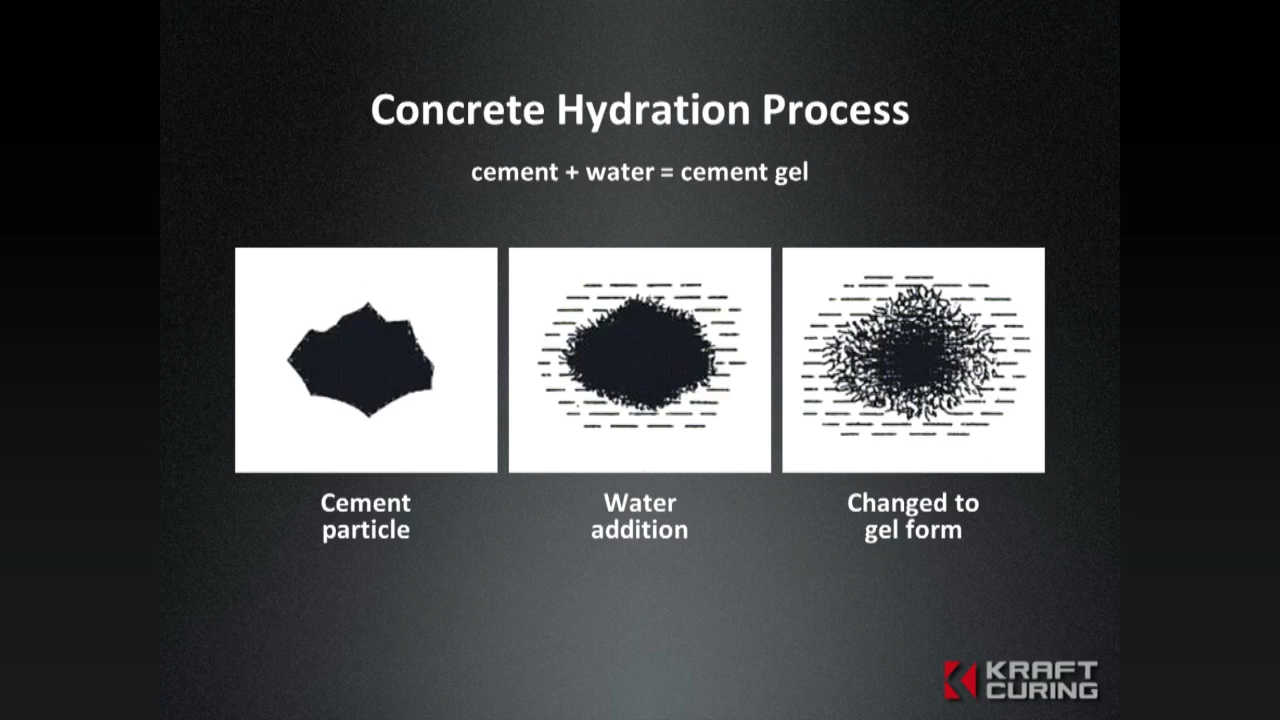 Concrete Hydration Process
cement + water = cement gel
Cement
particle
Water
addition
Changed to
gel form
KRAFT
CURING